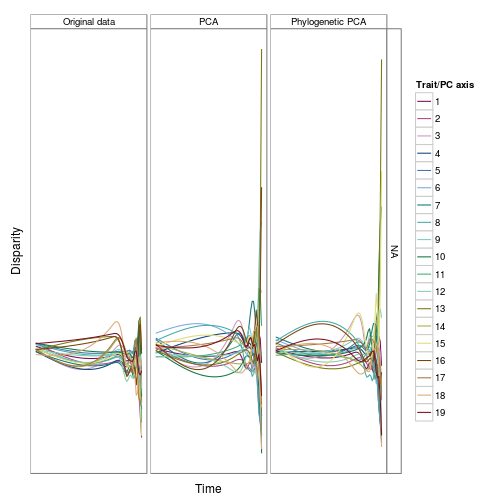 Original data
PCA
Phylogenetic PCA
Trait/PC axis
1
2
3
4
5
6
7
8
9
10
11
12
13
14
15
16
17
18
19
NA
Disparity
Time